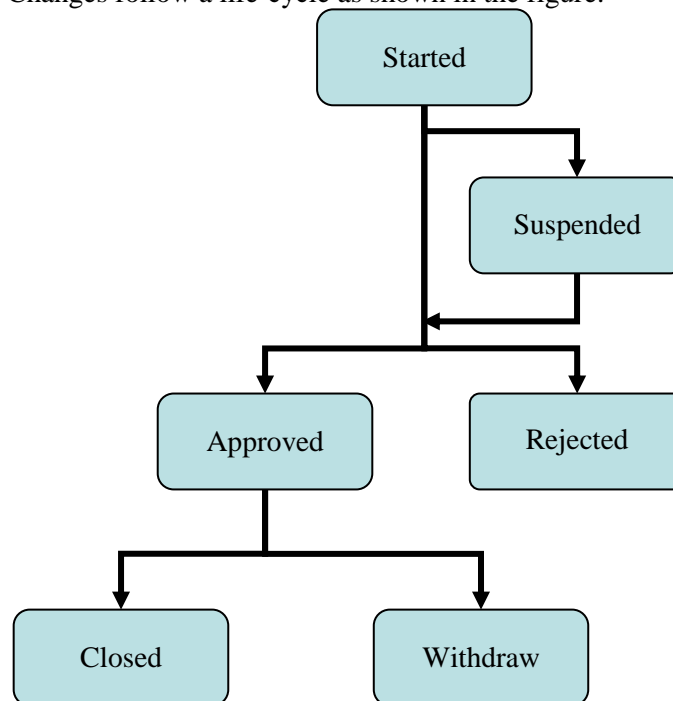 Changes follow a life-cycle as shown in the figure.
Started
Suspended
Approved
Rejected
Closed
Withdraw